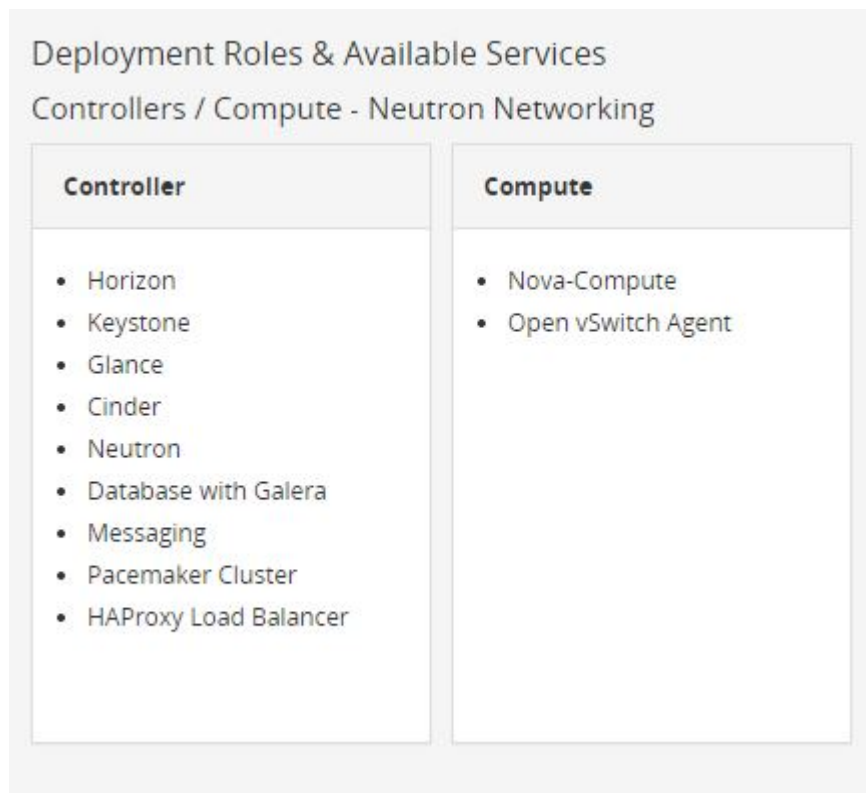 Deployment Roles & Available Services
Controllers / Compute - Neutron Networking
Controller
Horizon
Keystone
Glance
Cinder
Neutron
Database with Galera
Messaging
Pacemaker Cluster
HAProxy Load Balancer
Compute
Nova-Compute
Open vSwitch Agent